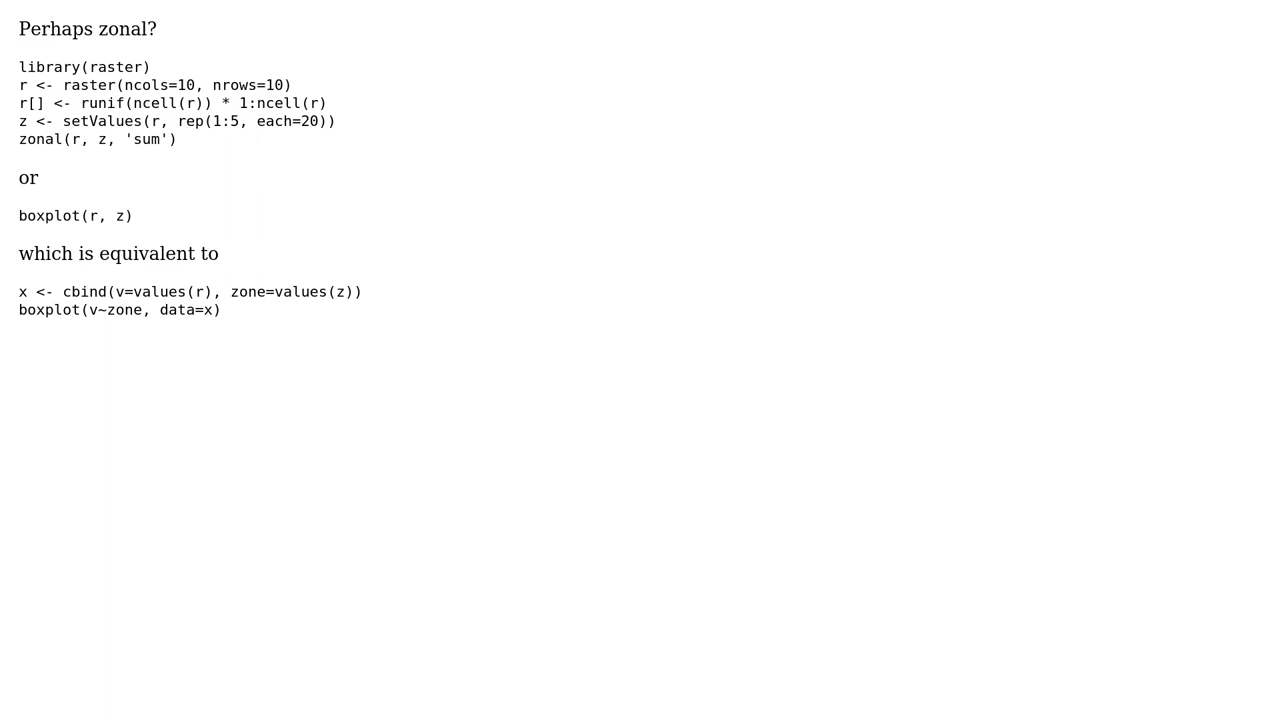 Perhaps zonal?
library(raster)
r <- raster(ncols=10, nrows=10)
r[] <- runif(ncell(r)) * 1:ncell(r)
z <- setValues(r, rep(1:5, each=20))
zonal(r, z, 'sum')
or
boxplot(r, z)
which is equivalent to
x <- cbind(v=values(r), zone=values(z))
boxplot(v~zone, data=x)